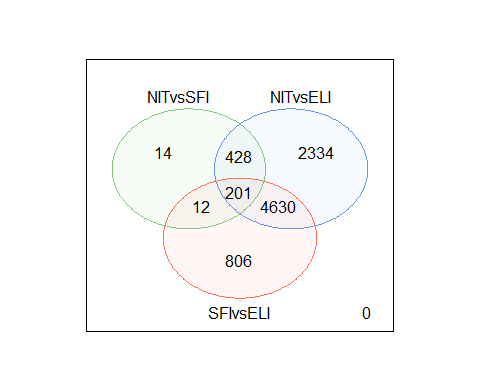 NITvsSFI NITvsELI
14 428 2334
201
12 4630
806
SFIvsELI 0